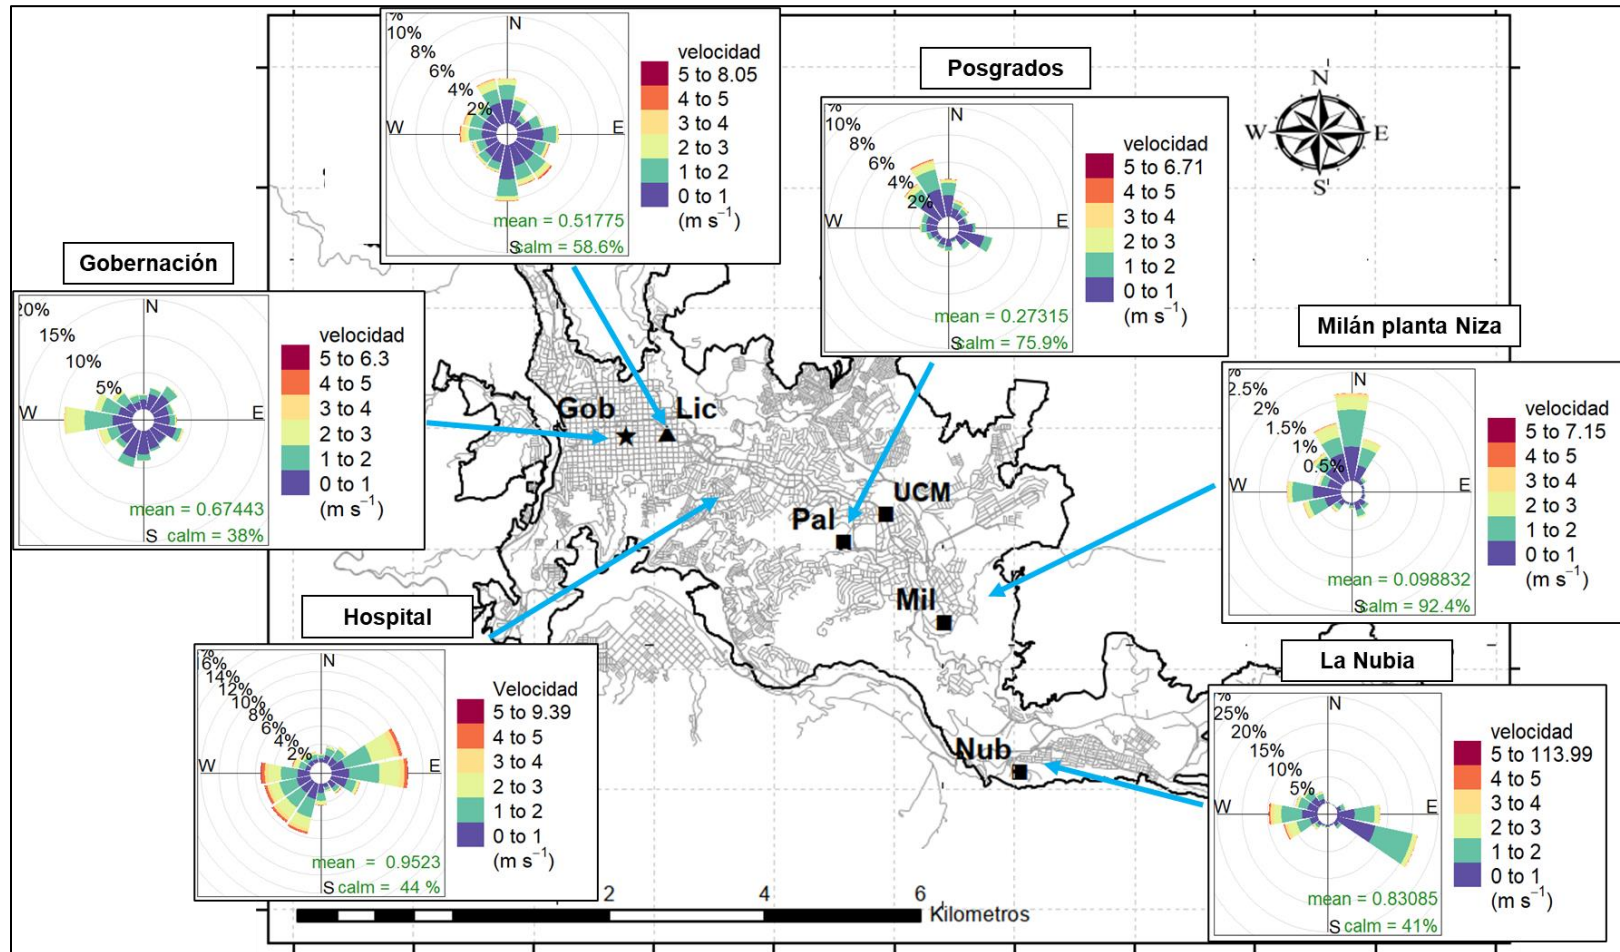 %
10%
8%
6%
4%
2%
N
W
E
S
velocidad
5 to 8.05
4 to 5
3 to 4
2 to 3
1 to 2
0 to 1
(m s⁻¹)
mean = 0.51775
calm = 58.6%
Posgrados
%
10%
8%
6%
4%
2%
N
W
E
S
velocidad
5 to 6.71
4 to 5
3 to 4
2 to 3
1 to 2
0 to 1
(m s⁻¹)
mean = 0.27315
calm = 75.9%
N
W
E
S
Gobernación
20%
15%
10%
5%
N
W
E
S
velocidad
5 to 6.3
4 to 5
3 to 4
2 to 3
1 to 2
0 to 1
(m s⁻¹)
mean = 0.67443
calm = 38%
Milán planta Niza
%
2.5%
2%
1.5%
1%
0.5%
N
W
E
S
velocidad
5 to 7.15
4 to 5
3 to 4
2 to 3
1 to 2
0 to 1
(m s⁻¹)
mean = 0.098832
calm = 92.4%
Gob
Lic
UCM
Pal
Mil
Nub
Hospital
%
16%
14%
12%
10%
8%
6%
4%
2%
N
W
E
S
Velocidad
5 to 9.39
4 to 5
3 to 4
2 to 3
1 to 2
0 to 1
(m s⁻¹)
mean = 0.9523
calm = 44 %
La Nubia
%
25%
20%
15%
10%
5%
N
W
E
S
velocidad
5 to 113.99
4 to 5
3 to 4
2 to 3
1 to 2
0 to 1
(m s⁻¹)
mean = 0.83085
calm = 41%
2
4
6
Kilometros